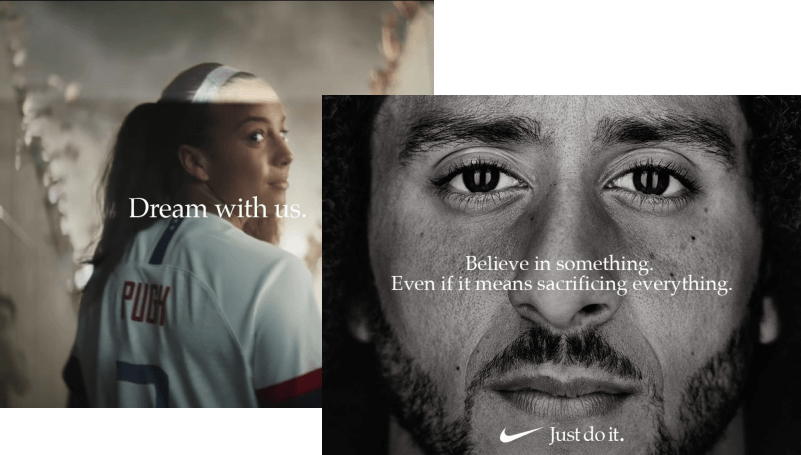 Dream with us.
PUGH
Believe in something.
Even if it means sacrificing everything.
Just do it.